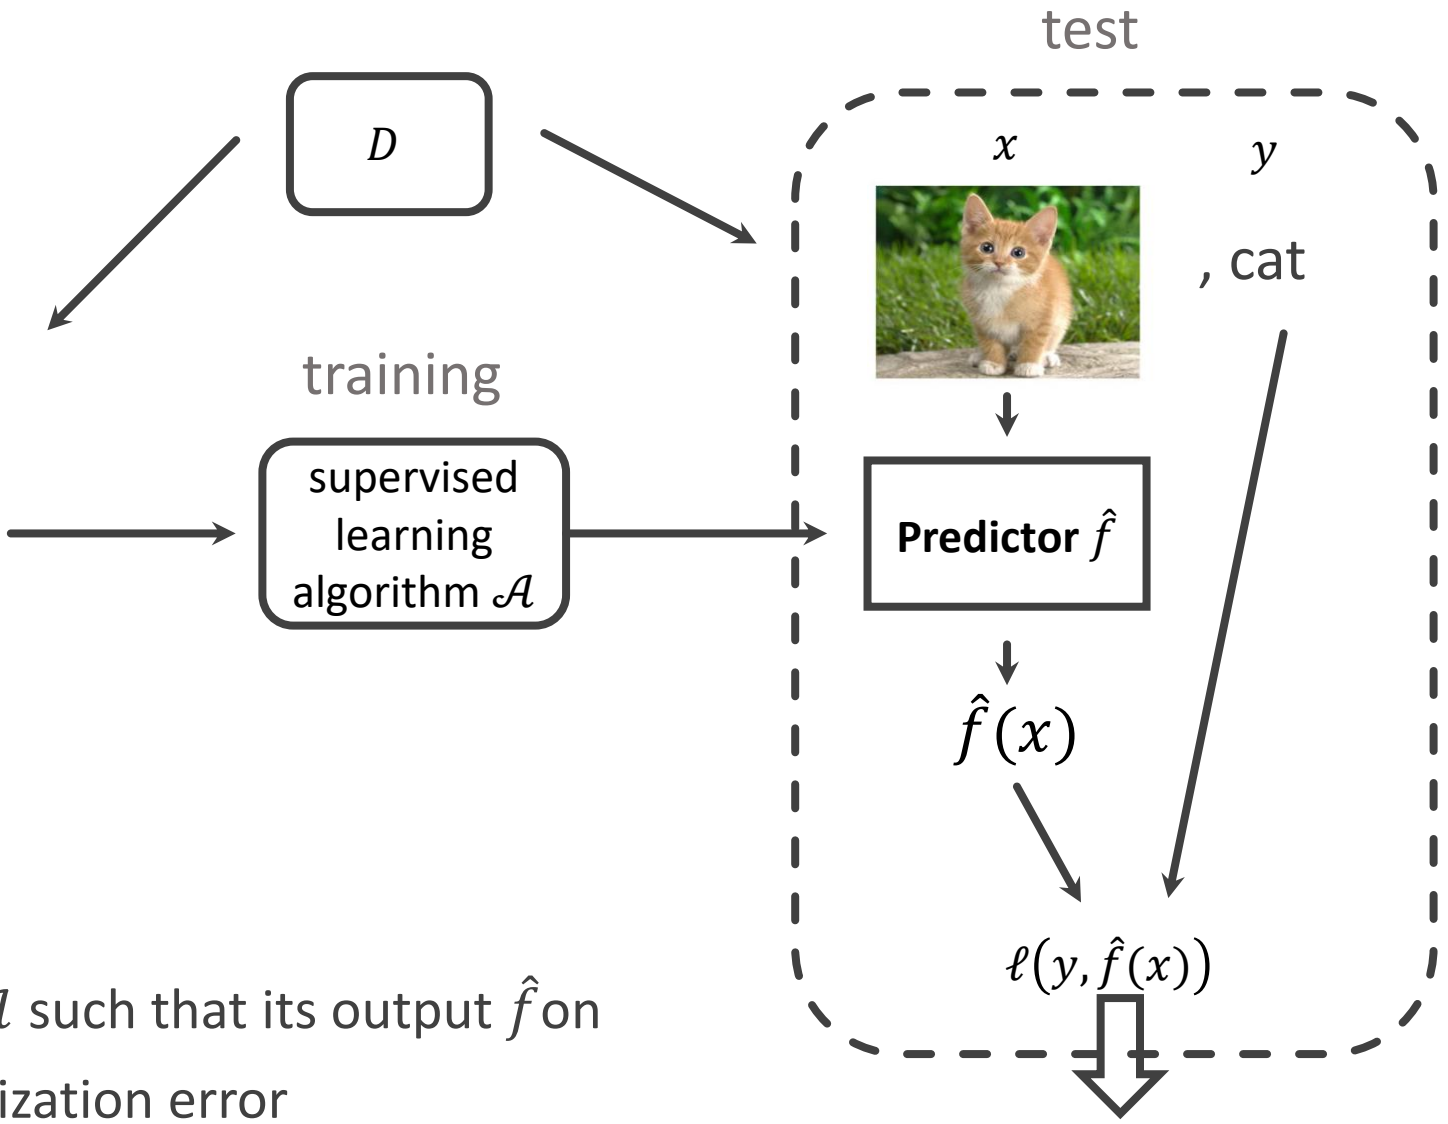 test
D
x
y
, cat
training
supervised
learning
algorithm 𝒜
Predictor f̂
f̂(x)
ℓ(y, f̂(x))
such that its output f̂ on
ization error